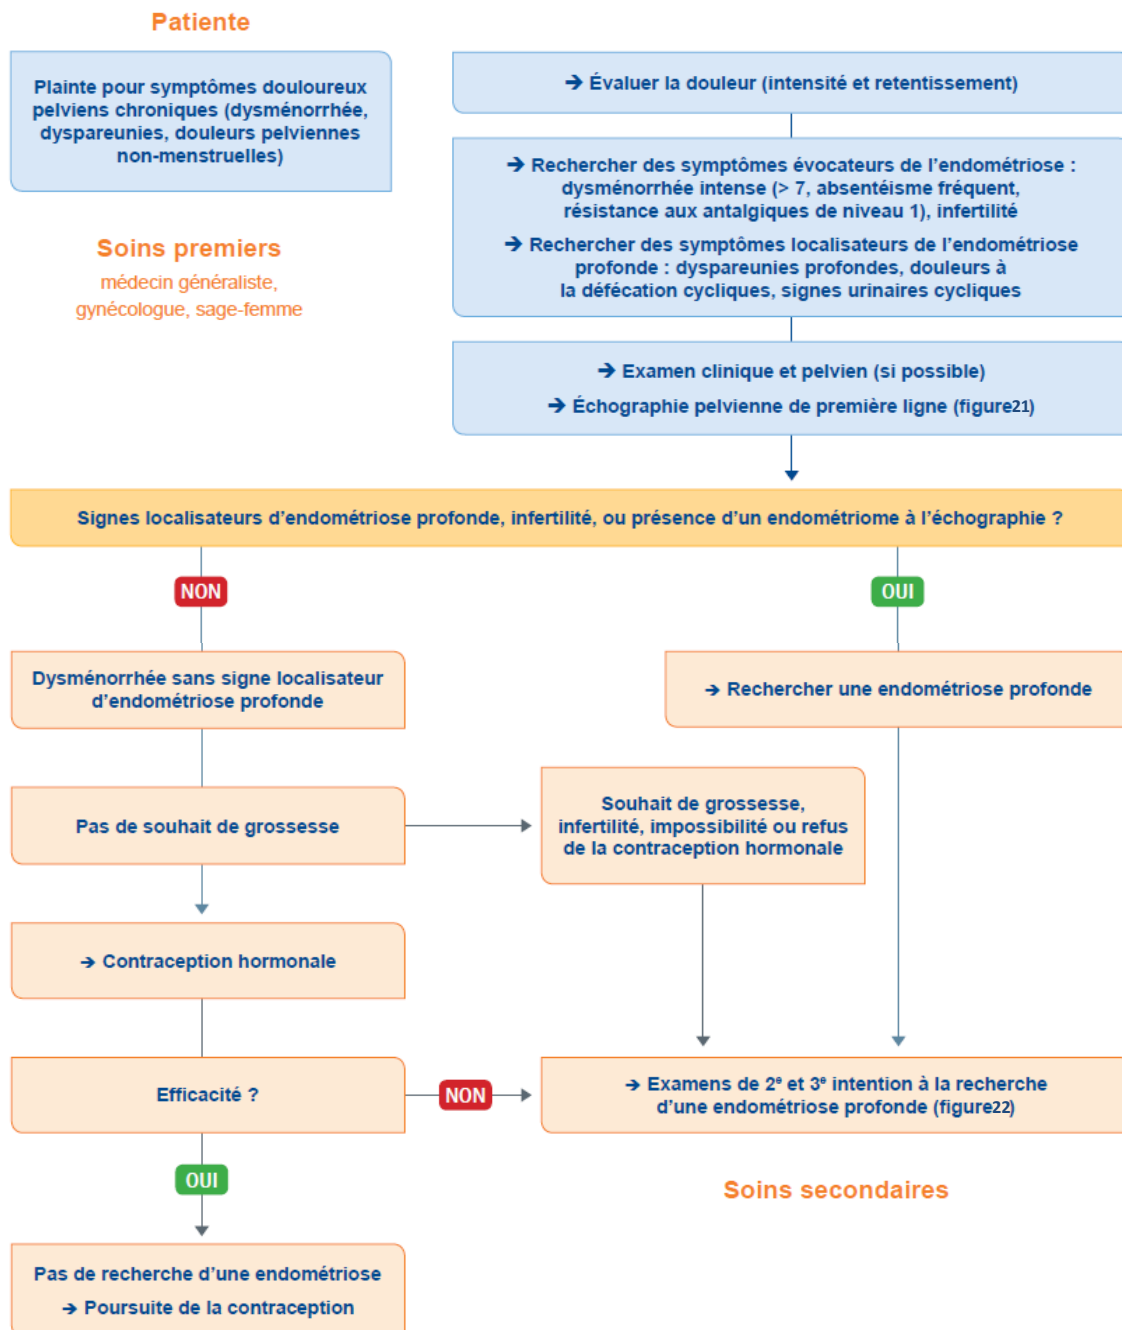 Patiente
Plainte pour symptômes douloureux
pelviens chroniques (dysménorrhée,
dyspareunies, douleurs pelviennes
non-menstruelles)
Soins premiers
médecin généraliste,
gynécologue, sage-femme
➔ Évaluer la douleur (intensité et retentissement)
➔ Rechercher des symptômes évocateurs de l’endométriose :
dysménorrhée intense (> 7, absentéisme fréquent,
résistance aux antalgiques de niveau 1), infertilité
➔ Rechercher des symptômes localisateurs de l’endométriose
profonde : dyspareunies profondes, douleurs à
la défécation cycliques, signes urinaires cycliques
➔ Examen clinique et pelvien (si possible)
➔ Échographie pelvienne de première ligne (figure21)
Signes localisateurs d’endométriose profonde, infertilité, ou présence d’un endométriome à l’échographie ?
NON
OUI
Dysménorrhée sans signe localisateur
d’endométriose profonde
➔ Rechercher une endométriose profonde
Pas de souhait de grossesse
Souhait de grossesse,
infertilité, impossibilité ou refus
de la contraception hormonale
➔ Contraception hormonale
Efficacité ?
NON
➔ Examens de 2e et 3e intention à la recherche
d’une endométriose profonde (figure22)
OUI
Soins secondaires
Pas de recherche d’une endométriose
➔ Poursuite de la contraception